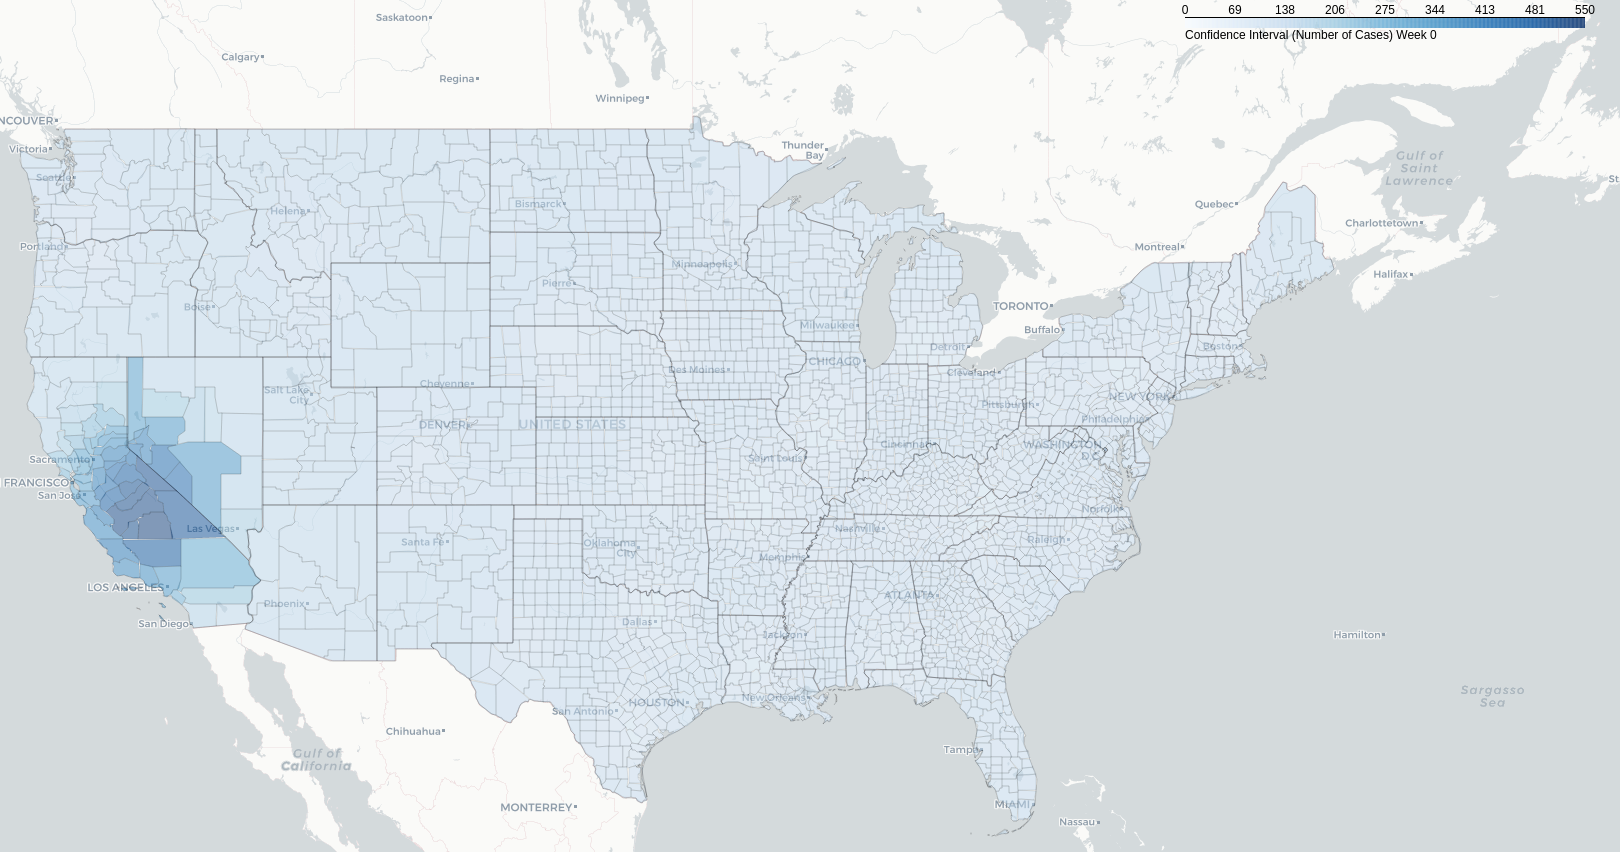 0 69 138 206 275 344 413 481 550
Confidence Interval (Number of Cases) Week 0
Saskatoon
Calgary
Regina
Winnipeg
NCOUVER
Victoria
Thunder
Bay
Gulf of
Saint
Lawrence
St
Seattle
Quebec
Bismarck
Helena
Charlottetown
Portland
Montreal
Minneapolis
Halifax
Pierre
Boise
TORONTO
Milwaukee
Buffalo
Detroit
Boston
CHICAGO
Des Moines
Cleveland
Cheyenne
Salt Lake
City
NEW YORK
Pittsburgh
Philadelphia
DENVER
UNITED STATES
Cincinnati
WASHINGTON
D.C.
Sacramento
Saint Louis
FRANCISCO
San Jose
Norfolk
Las Vegas
Nashville
Santa Fe
Oklahoma
City
Raleigh
Memphis
LOS ANGELES
ATLANTA
Phoenix
San Diego
Dallas
Jackson
Hamilton
Sargasso
Sea
New Orleans
HOUSTON
San Antonio
Chihuahua
Gulf of
California
Tampa
MONTERREY
MIAMI
Nassau